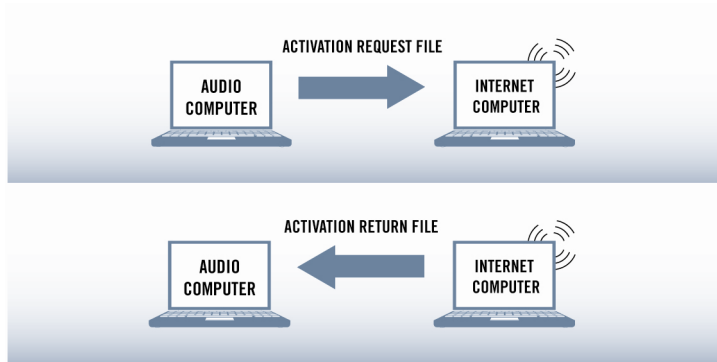 ACTIVATION REQUEST FILE
AUDIO
COMPUTER
INTERNET
COMPUTER
ACTIVATION RETURN FILE
AUDIO
COMPUTER
INTERNET
COMPUTER